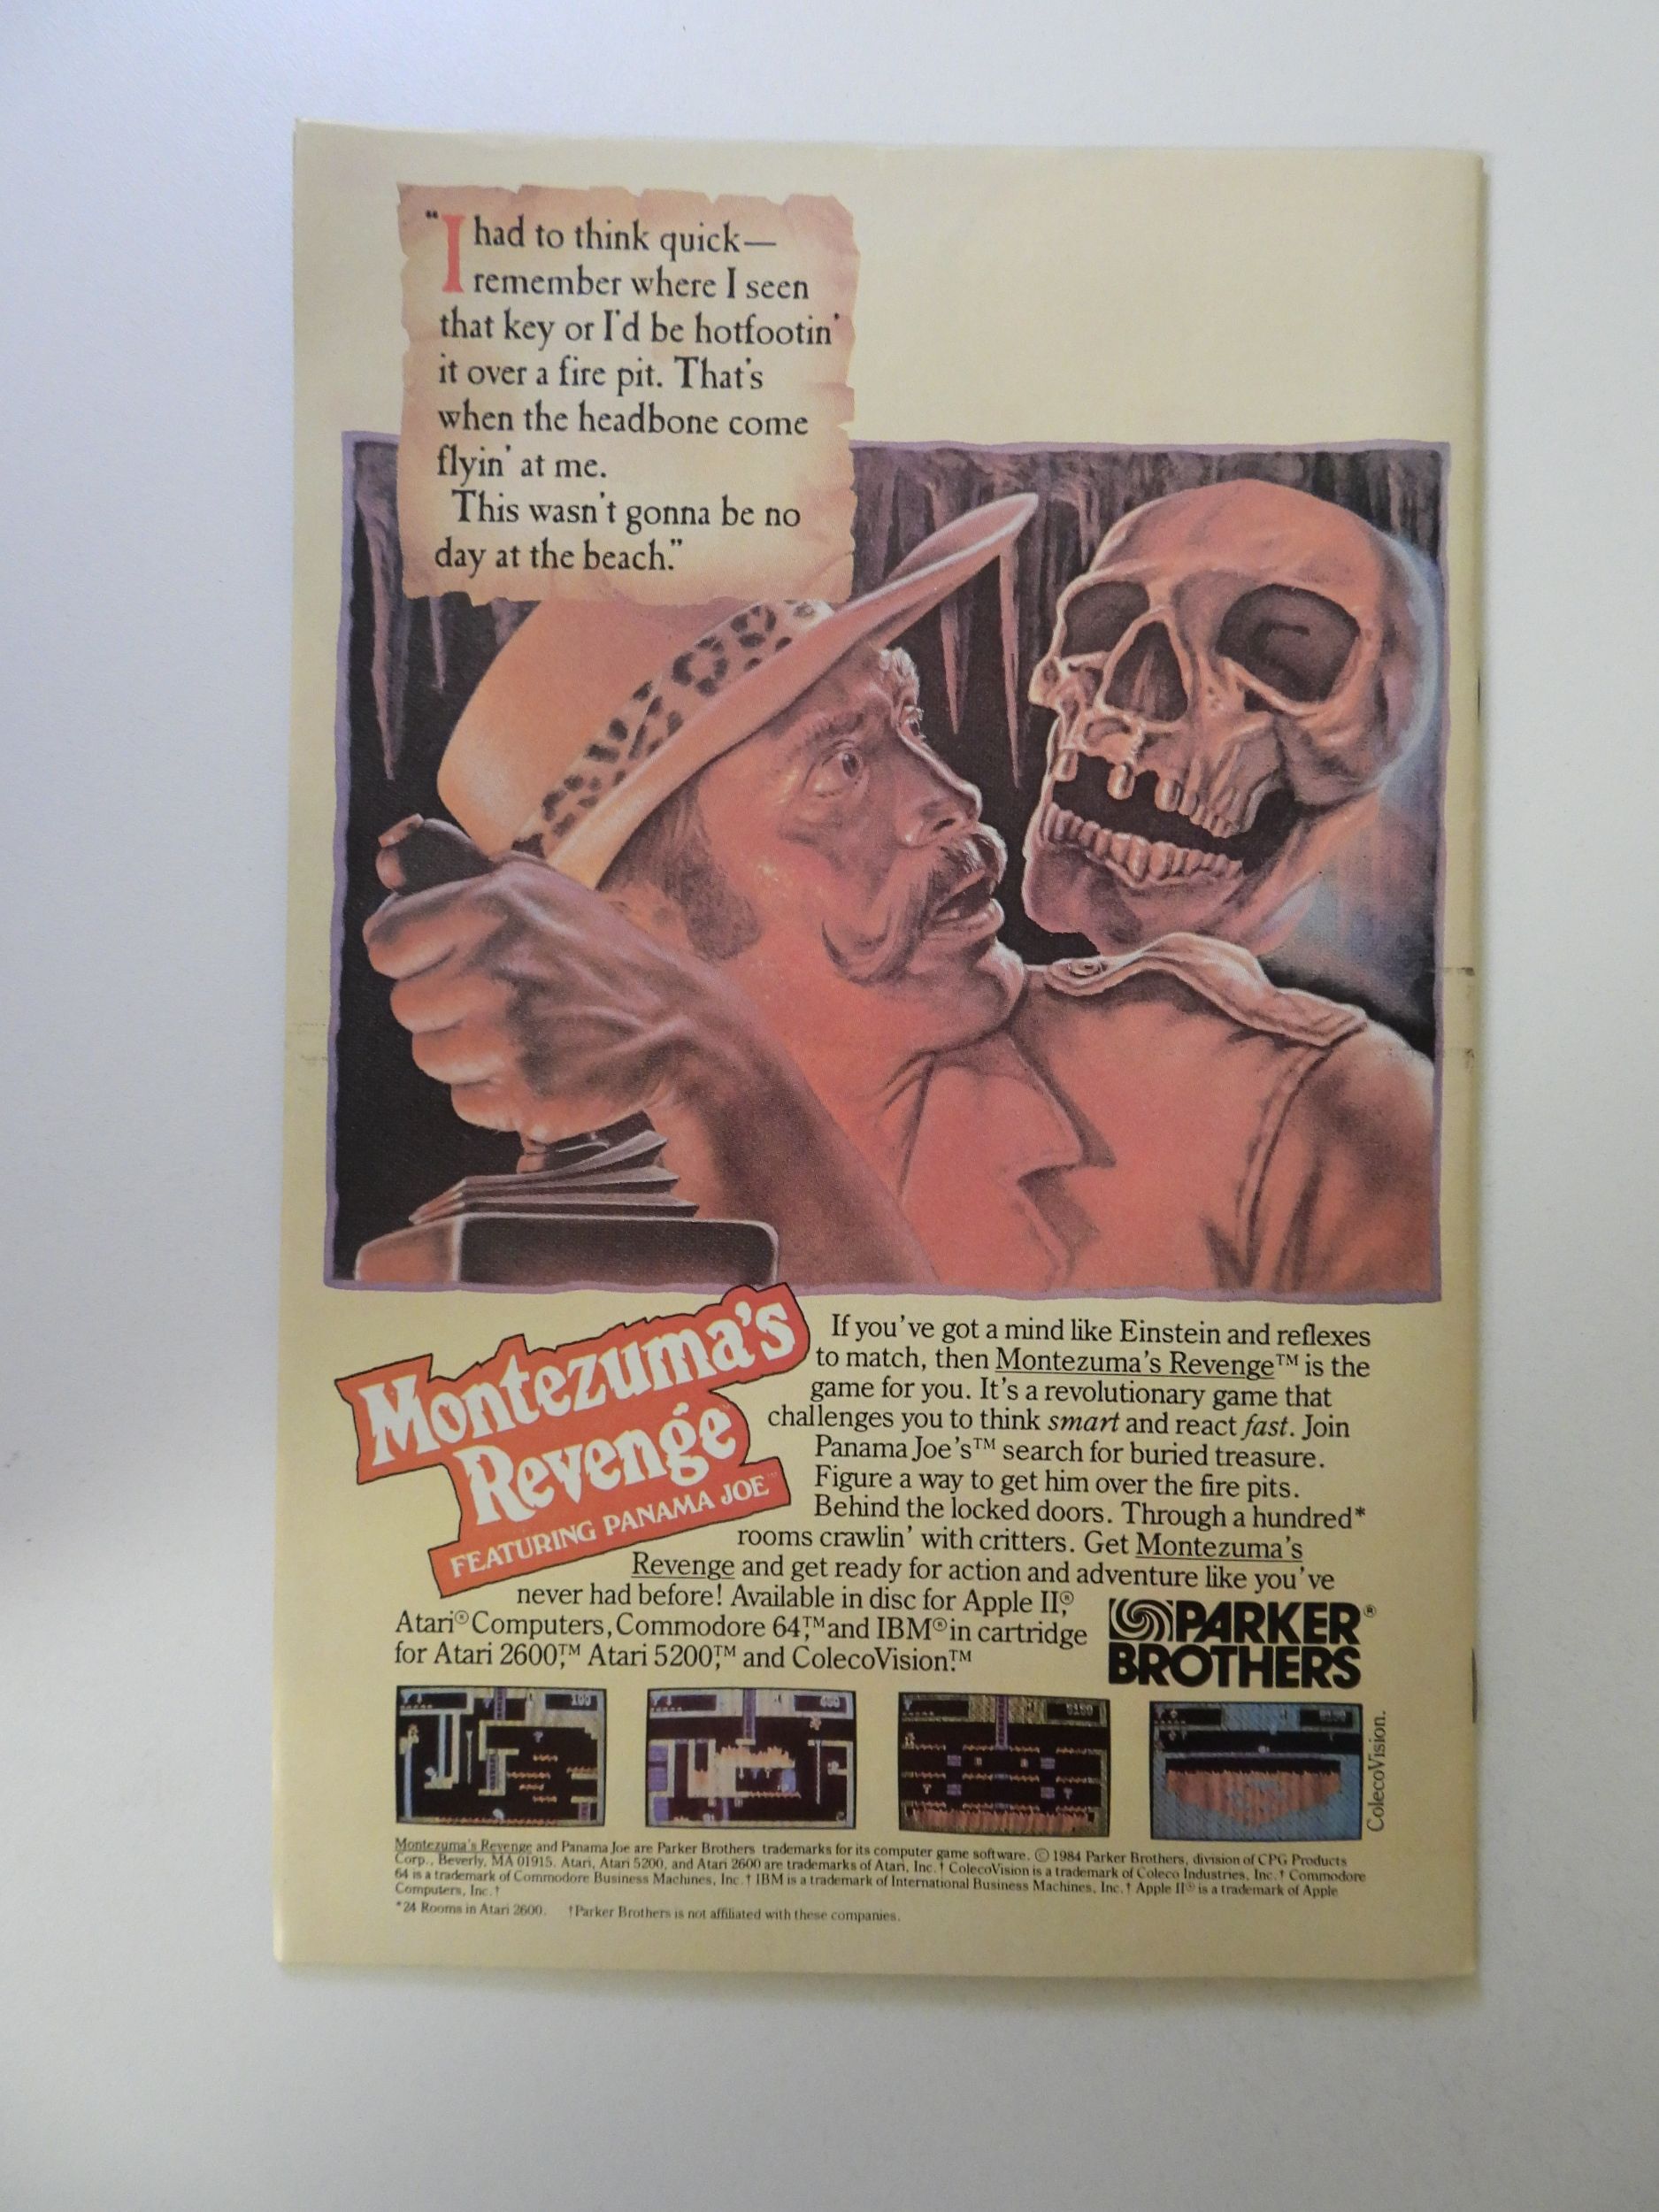 "I had to think quick—
remember where I seen
that key or I'd be hotfootin'
it over a fire pit. That's
when the headbone come
flyin' at me.
This wasn't gonna be no
day at the beach."
Montezuma's
Revenge™
FEATURING PANAMA JOE™
If you've got a mind like Einstein and reflexes
to match, then Montezuma's Revenge™ is the
game for you. It's a revolutionary game that
challenges you to think smart and react fast. Join
Panama Joe's™ search for buried treasure.
Figure a way to get him over the fire pits.
Behind the locked doors. Through a hundred*
rooms crawlin' with critters. Get Montezuma's
Revenge and get ready for action and adventure like you've
never had before! Available in disc for Apple II,®
Atari® Computers, Commodore 64,™ and IBM® in cartridge
for Atari 2600,™ Atari 5200,™ and ColecoVision.™
PARKER®
BROTHERS
100
400
ColecoVision.
Montezuma's Revenge and Panama Joe are Parker Brothers trademarks for its computer game software. © 1984 Parker Brothers, division of CPG Products
Corp., Beverly, MA 01915. Atari, Atari 5200, and Atari 2600 are trademarks of Atari, Inc.† ColecoVision is a trademark of Coleco Industries, Inc.† Commodore
64 is a trademark of Commodore Business Machines, Inc.† IBM is a trademark of International Business Machines, Inc.† Apple II® is a trademark of Apple
Computers, Inc.†
*24 Rooms in Atari 2600. †Parker Brothers is not affiliated with these companies.